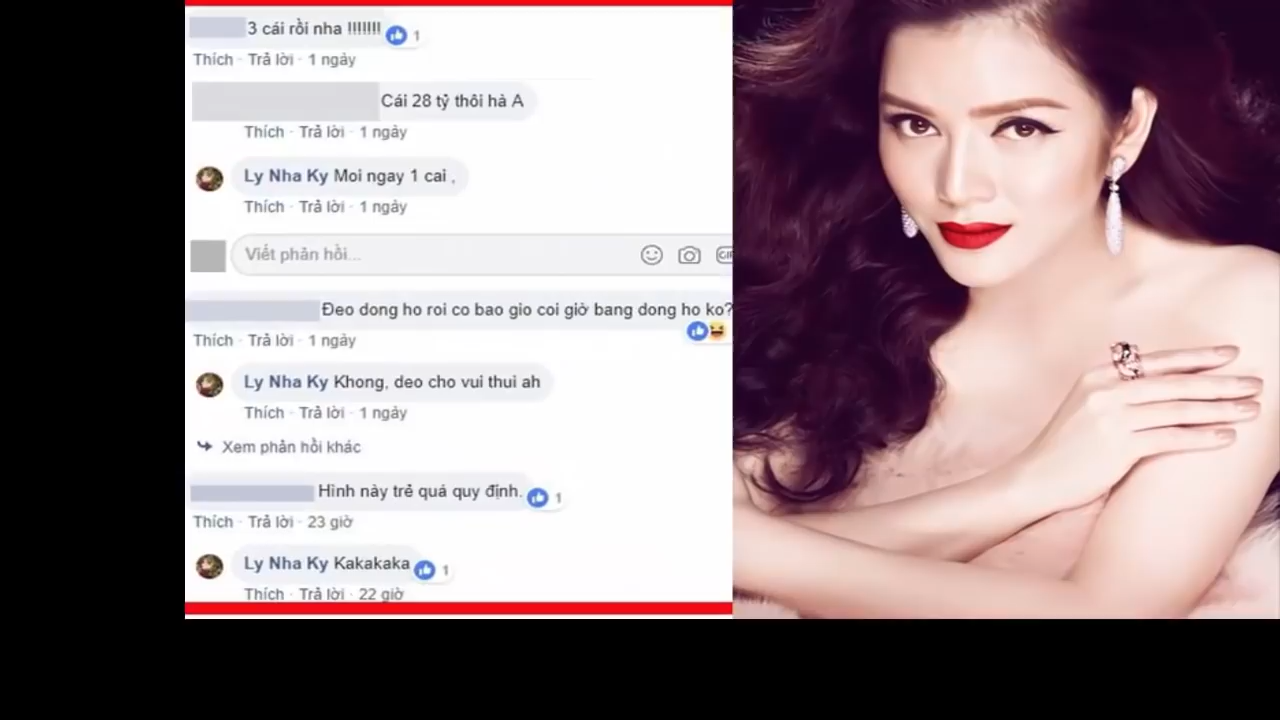 3 cái rồi nha !!!!!!! 1
Thích · Trả lời · 1 ngày
Cái 28 tỷ thôi hà A
Thích · Trả lời · 1 ngày
Ly Nha Ky Moi ngay 1 cai ,
Thích · Trả lời · 1 ngày
Viết phản hồi...
GIF
Đeo dong ho roi co bao gio coi giờ bang dong ho ko?
Thích · Trả lời · 1 ngày
Ly Nha Ky Khong, deo cho vui thui ah
Thích · Trả lời · 1 ngày
Xem phản hồi khác
Hình này trẻ quá quy định. 1
Thích · Trả lời · 23 giờ
Ly Nha Ky Kakakaka 1
Thích · Trả lời · 22 giờ